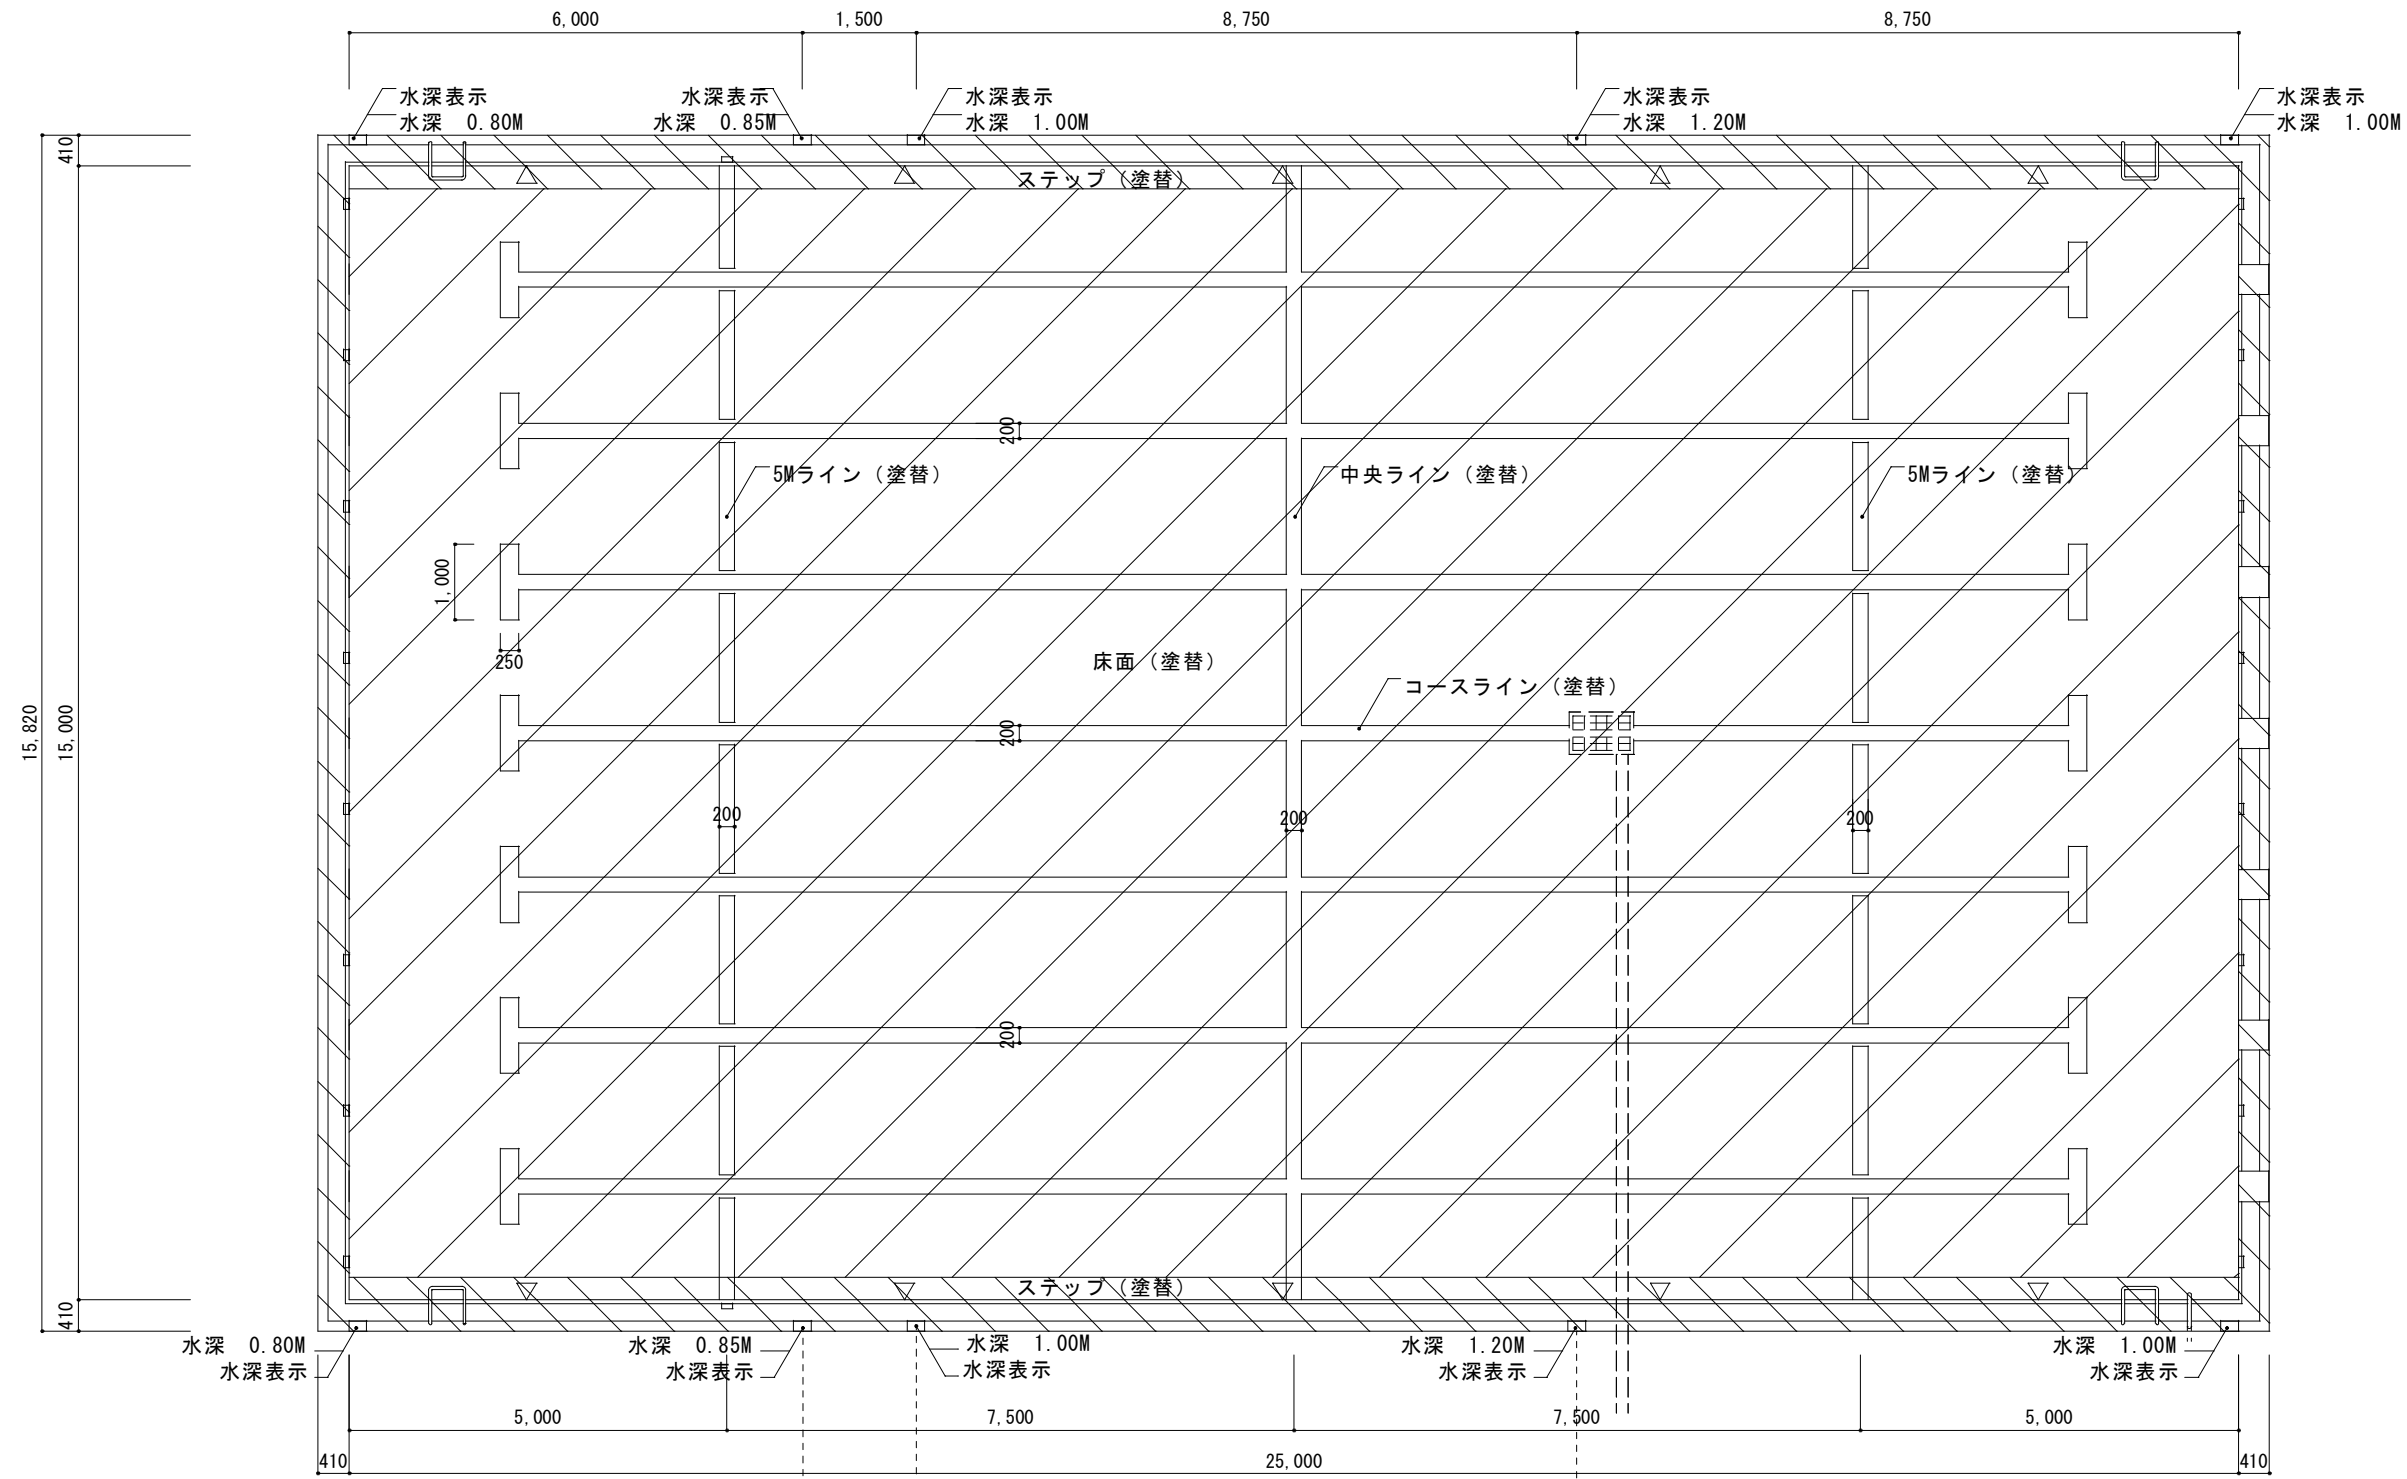 6,000
1,500
8,750
8,750
水深表示
水深 0.80M
水深表示
水深 0.85M
水深表示
水深 1.00M
水深表示
水深 1.20M
水深表示
水深 1.00M
410
ステップ（塗替）
200
5Mライン（塗替）
中央ライン（塗替）
5Mライン（塗替）
1,000
250
床面（塗替）
コースライン（塗替）
15,820
15,000
200
200
200
200
200
ステップ（塗替）
410
水深 0.80M
水深表示
水深 0.85M
水深表示
水深 1.00M
水深表示
水深 1.20M
水深表示
水深 1.00M
水深表示
5,000
7,500
7,500
5,000
410
25,000
410